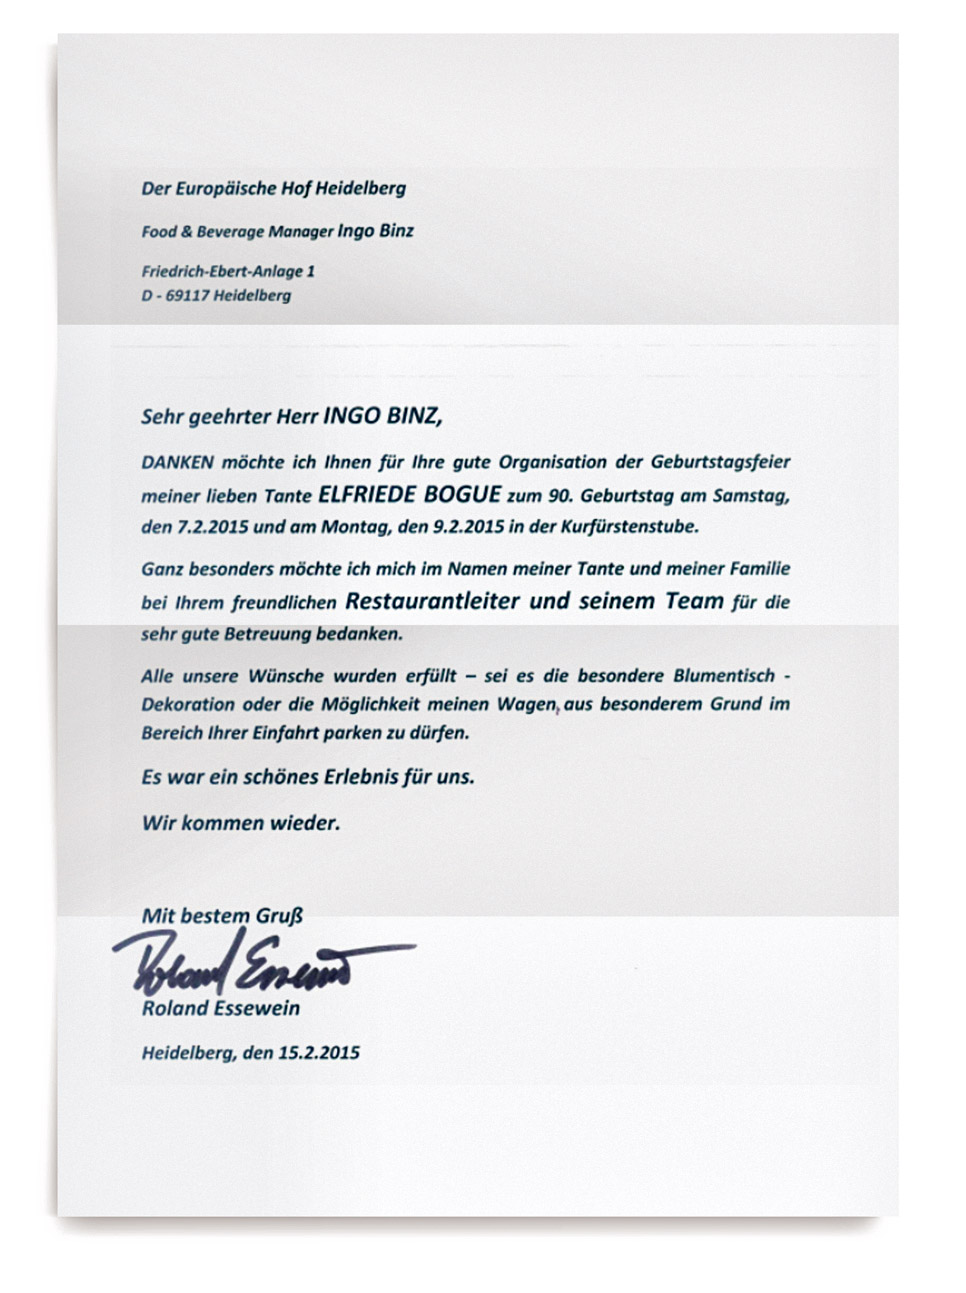 Der Europäische Hof Heidelberg
Food & Beverage Manager Ingo Binz
Friedrich-Ebert-Anlage 1
D - 69117 Heidelberg
Sehr geehrter Herr INGO BINZ,
DANKEN möchte ich Ihnen für Ihre gute Organisation der Geburtstagsfeier
meiner lieben Tante ELFRIEDE BOGUE zum 90. Geburtstag am Samstag,
den 7.2.2015 und am Montag, den 9.2.2015 in der Kurfürstenstube.
Ganz besonders möchte ich mich im Namen meiner Tante und meiner Familie
bei Ihrem freundlichen Restaurantleiter und seinem Team für die
sehr gute Betreuung bedanken.
Alle unsere Wünsche wurden erfüllt – sei es die besondere Blumentisch -
Dekoration oder die Möglichkeit meinen Wagen, aus besonderem Grund im
Bereich Ihrer Einfahrt parken zu dürfen.
Es war ein schönes Erlebnis für uns.
Wir kommen wieder.
Mit bestem Gruß
Roland Essewein
Roland Essewein
Heidelberg, den 15.2.2015